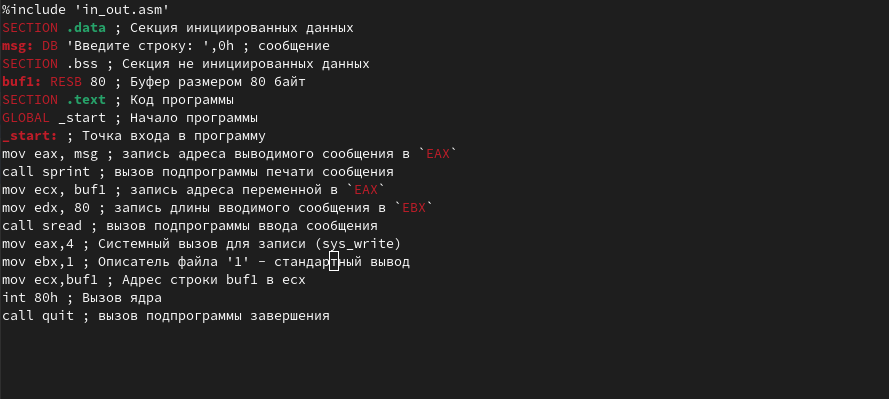 %include 'in_out.asm'
SECTION .data ; Секция инициированных данных
msg: DB 'Введите строку: ',0h ; сообщение
SECTION .bss ; Секция не инициированных данных
buf1: RESB 80 ; Буфер размером 80 байт
SECTION .text ; Код программы
GLOBAL _start ; Начало программы
_start: ; Точка входа в программу
mov eax, msg ; запись адреса выводимого сообщения в `EAX`
call sprint ; вызов подпрограммы печати сообщения
mov ecx, buf1 ; запись адреса переменной в `EAX`
mov edx, 80 ; запись длины вводимого сообщения в `EBX`
call sread ; вызов подпрограммы ввода сообщения
mov eax,4 ; Системный вызов для записи (sys_write)
mov ebx,1 ; Описатель файла '1' - стандартный вывод
mov ecx,buf1 ; Адрес строки buf1 в ecx
int 80h ; Вызов ядра
call quit ; вызов подпрограммы завершения